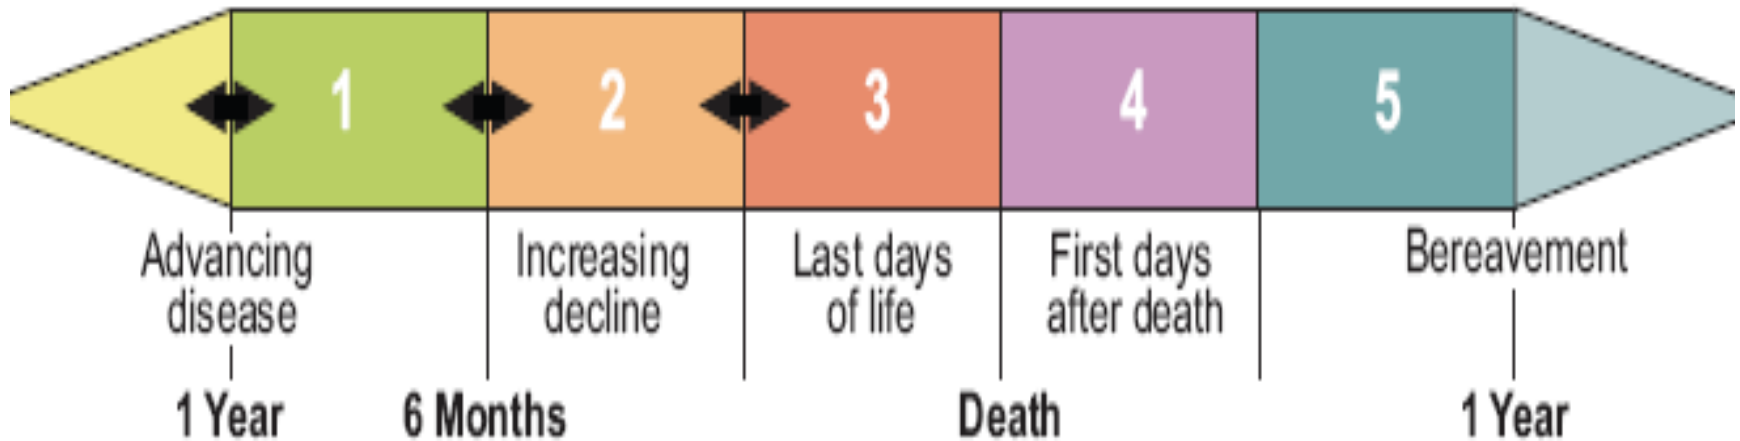 1 2 3 4 5
Advancing
disease
Increasing
decline
Last days
of life
First days
after death
Bereavement
1 Year 6 Months Death 1 Year